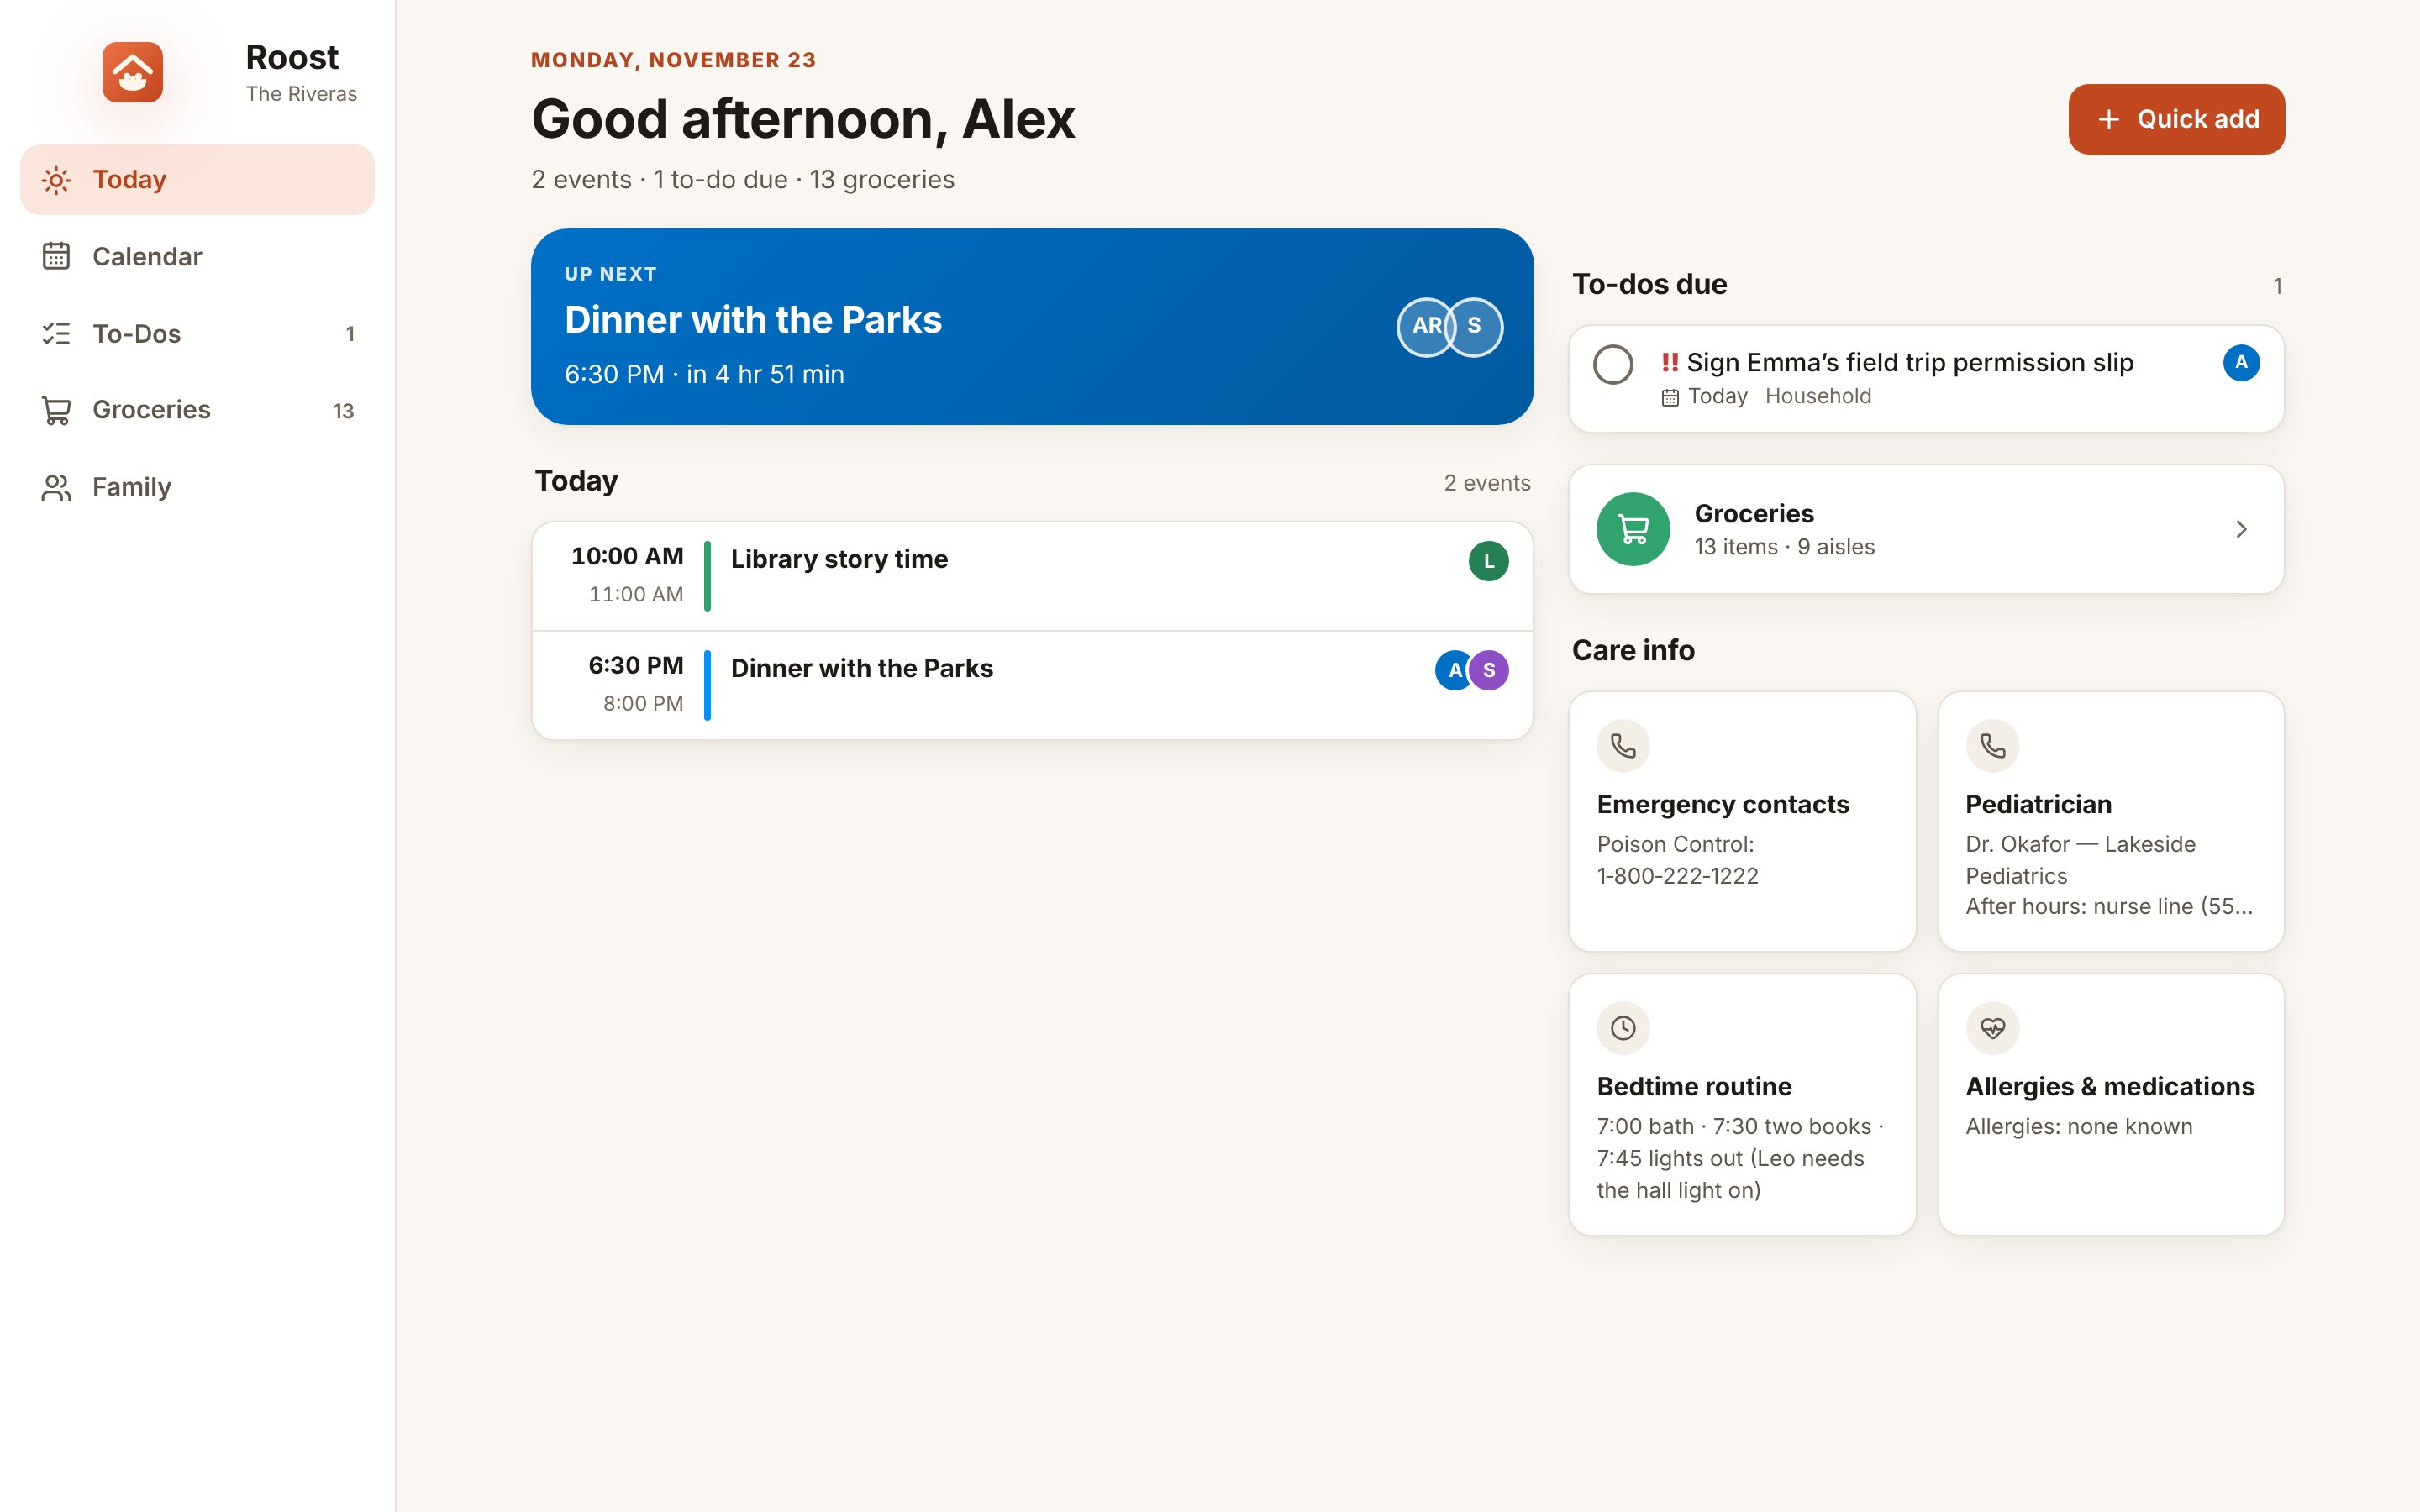 Roost
The Riveras
Today
Calendar
To-Dos 1
Groceries 13
Family
MONDAY, NOVEMBER 23
Good afternoon, Alex
2 events · 1 to-do due · 13 groceries
Quick add
UP NEXT
Dinner with the Parks
6:30 PM · in 4 hr 51 min
AR S
Today 2 events
10:00 AM Library story time L
11:00 AM
6:30 PM Dinner with the Parks A S
8:00 PM
To-dos due 1
!! Sign Emma’s field trip permission slip A
Today Household
Groceries
13 items · 9 aisles
Care info
Emergency contacts
Poison Control:
1-800-222-1222
Pediatrician
Dr. Okafor — Lakeside
Pediatrics
After hours: nurse line (55...
Bedtime routine
7:00 bath · 7:30 two books ·
7:45 lights out (Leo needs
the hall light on)
Allergies & medications
Allergies: none known